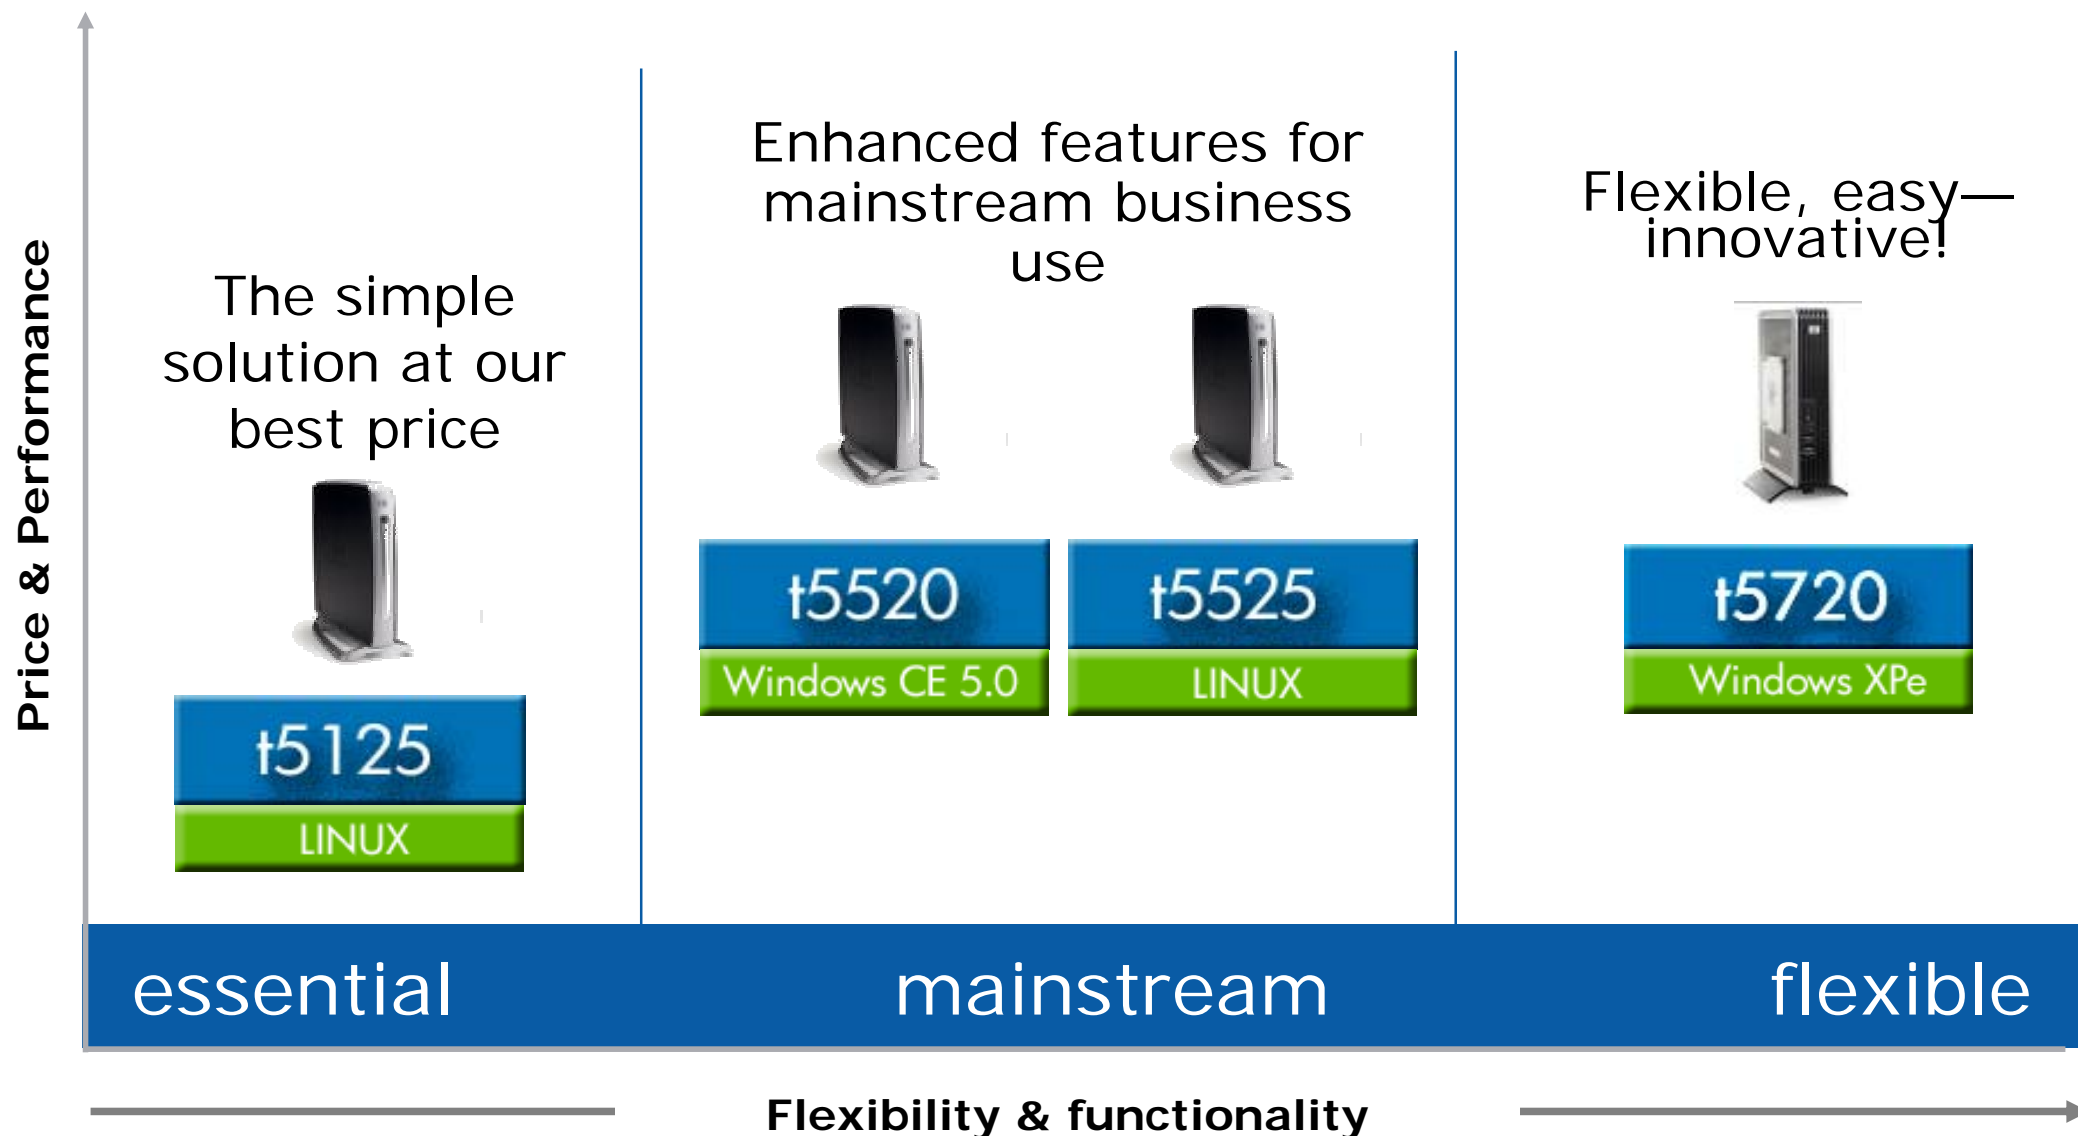 Price & Performance
The simple
solution at our
best price
t5125
LINUX
Enhanced features for
mainstream business
use
t5520
Windows CE 5.0
t5525
LINUX
Flexible, easy—
innovative!
t5720
Windows XPe
essential
mainstream
flexible
Flexibility & functionality